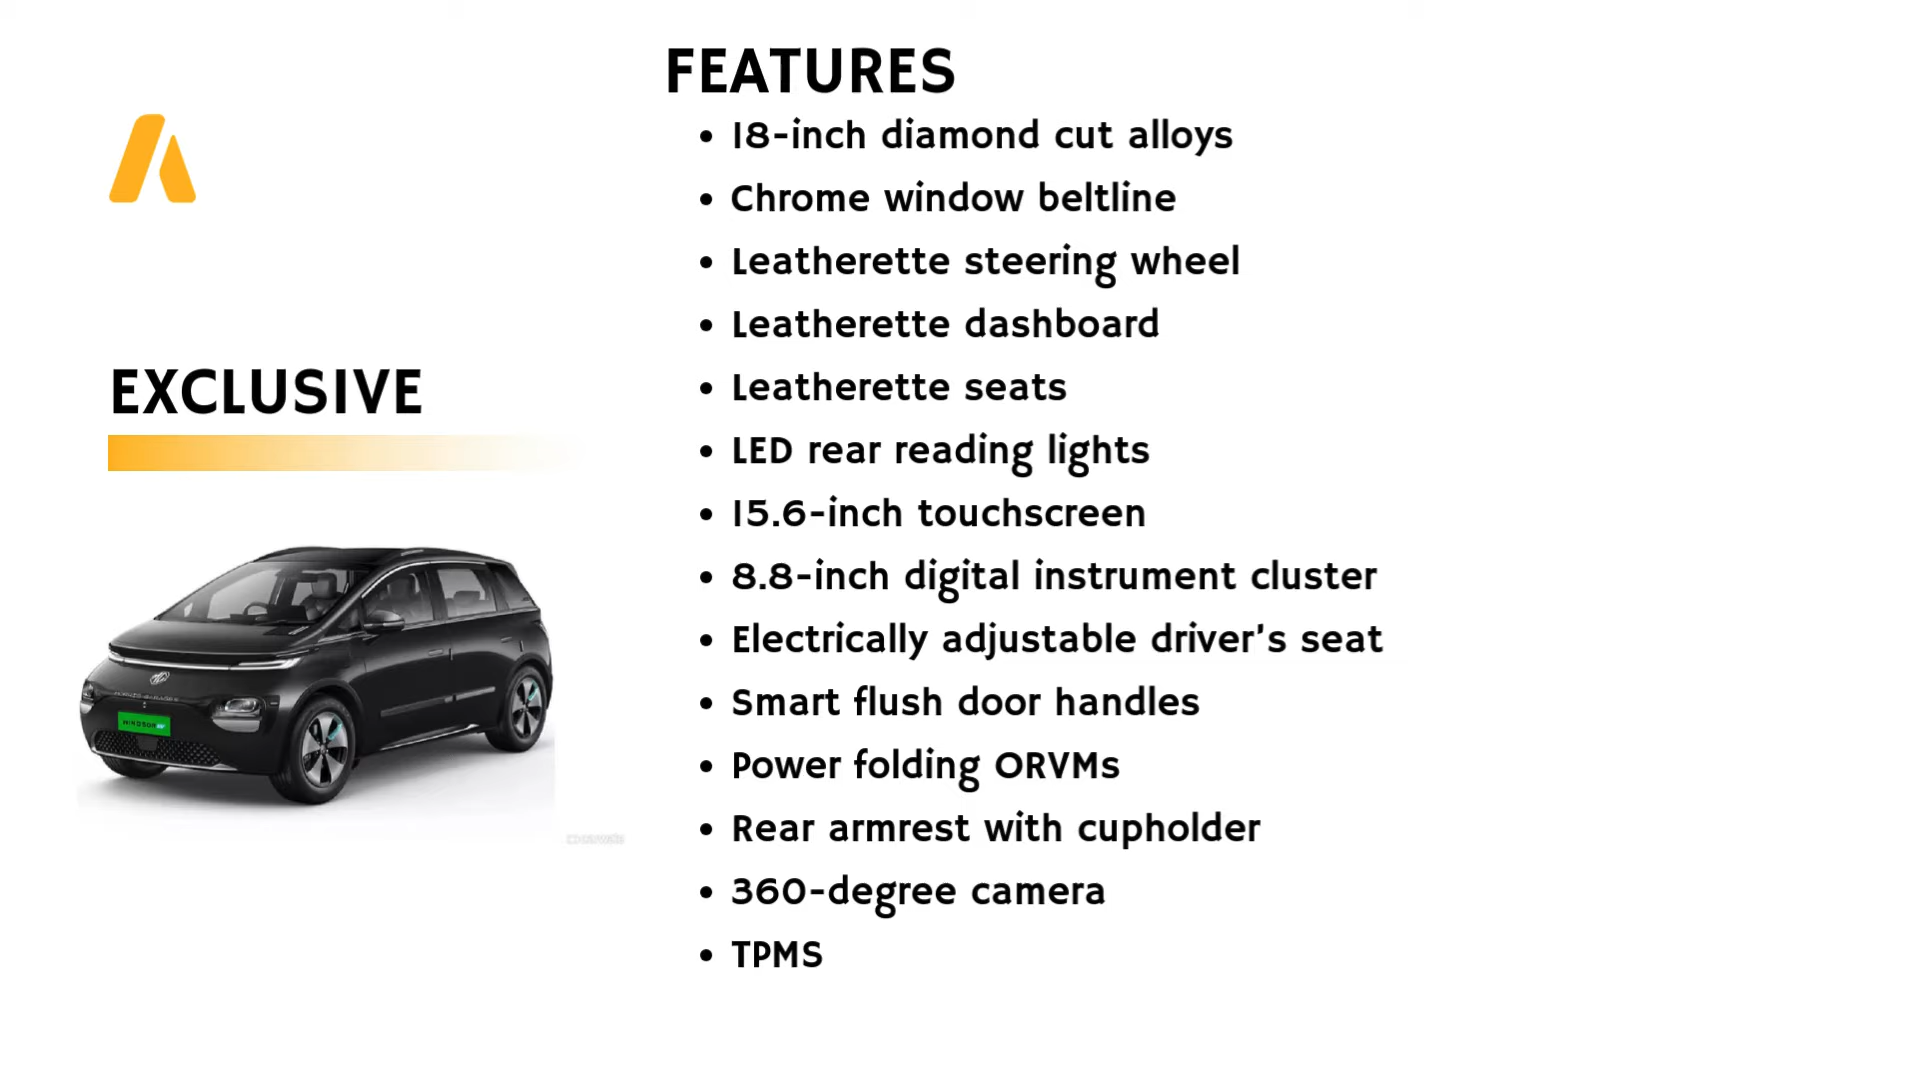 FEATURES
• 18-inch diamond cut alloys
• Chrome window beltline
• Leatherette steering wheel
• Leatherette dashboard
• Leatherette seats
• LED rear reading lights
• 15.6-inch touchscreen
• 8.8-inch digital instrument cluster
• Electrically adjustable driver's seat
• Smart flush door handles
• Power folding ORVMs
• Rear armrest with cupholder
• 360-degree camera
• TPMS
EXCLUSIVE
WINDSOR